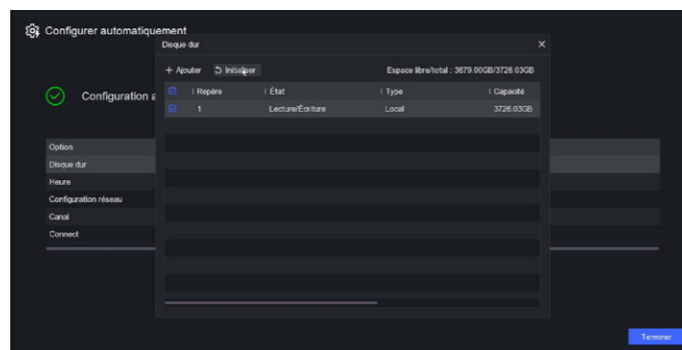 Configurer automatiquement
Disque dur
+ Ajouter Initialiser Espace libre/total : 3679.00GB/3726.03GB
Configuration a
Repère État Type Capacité
1 Lecture/Écriture Local 3726.03GB
Option
Disque dur
Heure
Configuration réseau
Canal
Connect
Terminer